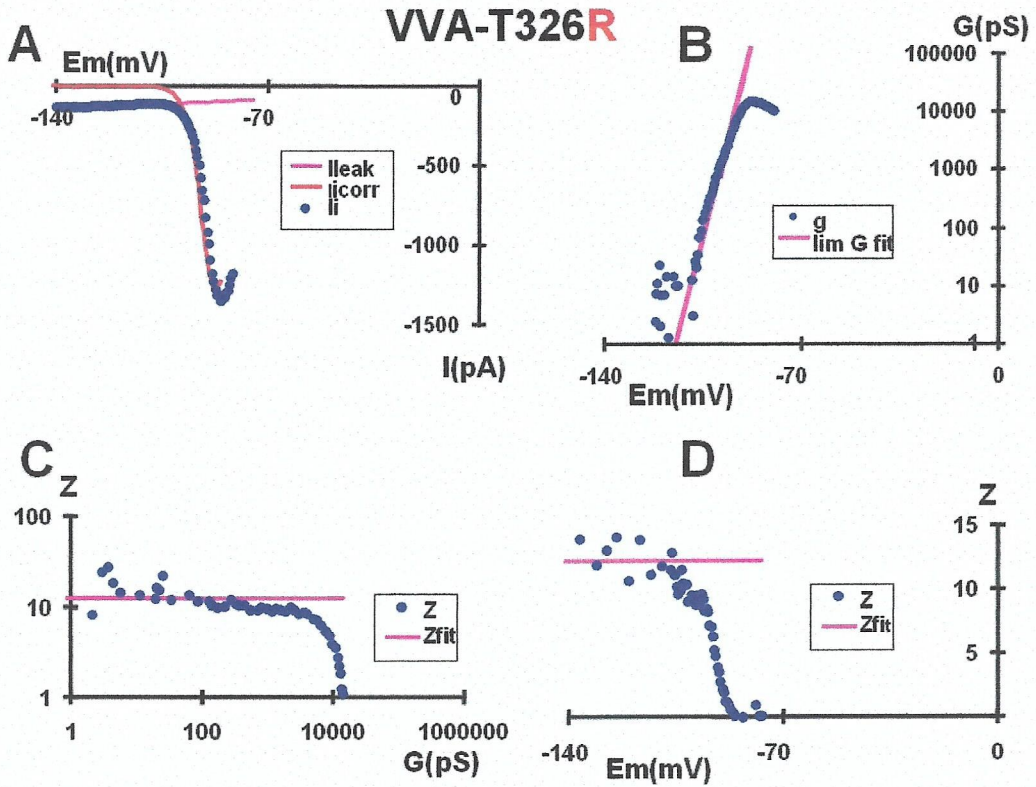 VVA-T326R
A
Em(mV)
-140
-70
0
-500
-1000
-1500
I(pA)
Ileak
Iicorr
Ii
B
G(pS)
100000
10000
1000
100
10
1
g
lim G fit
-140
-70
0
Em(mV)
C
Z
100
10
1
1
100
10000
1000000
G(pS)
Z
Zfit
D
Z
15
10
5
Z
Zfit
-140
-70
0
Em(mV)